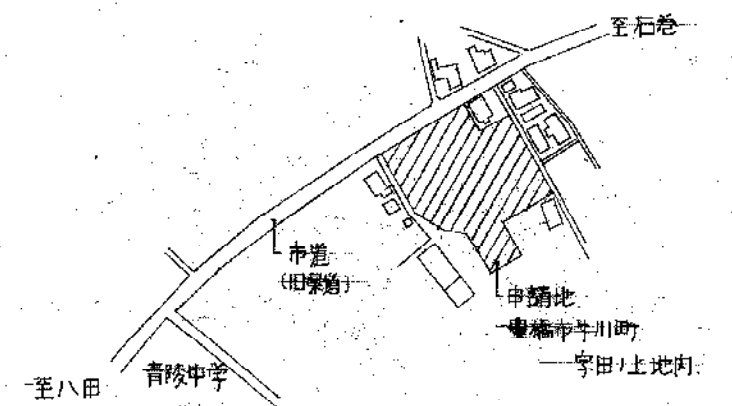 至石巻
市道
(旧県道)
申請地
豊橋市牛川町
字田ノ上地内
青陵中学
至八田